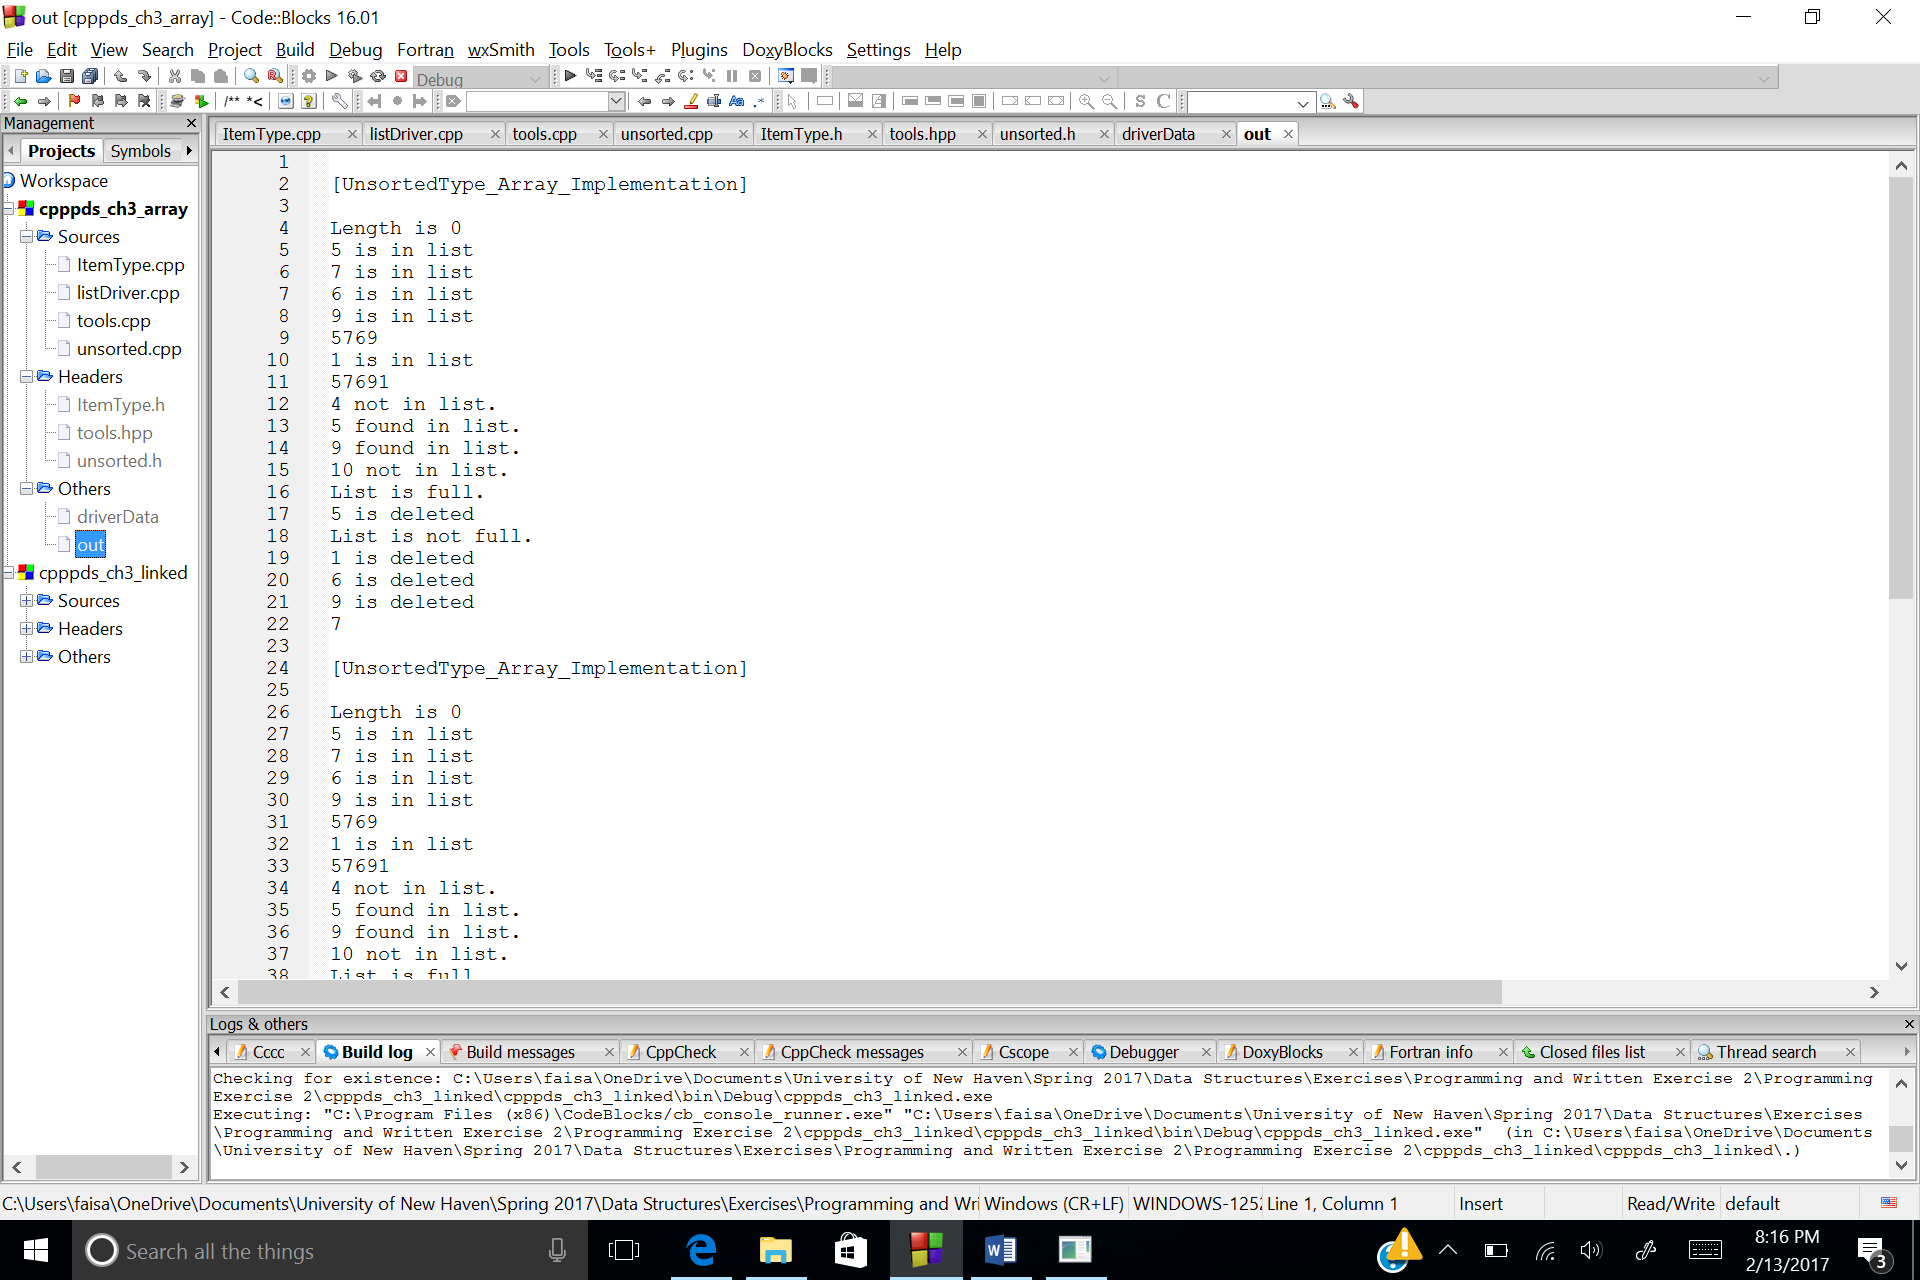 out [cpppds_ch3_array] - Code::Blocks 16.01
File Edit View Search Project Build Debug Fortran wxSmith Tools Tools+ Plugins DoxyBlocks Settings Help
Debug
/** *<
S C
Management
Projects Symbols
ItemType.cpp listDriver.cpp tools.cpp unsorted.cpp ItemType.h tools.hpp unsorted.h driverData out
Workspace
cpppds_ch3_array
Sources
ItemType.cpp
listDriver.cpp
tools.cpp
unsorted.cpp
Headers
ItemType.h
tools.hpp
unsorted.h
Others
driverData
out
cpppds_ch3_linked
Sources
Headers
Others
1
2 [UnsortedType_Array_Implementation]
3
4 Length is 0
5 5 is in list
6 7 is in list
7 6 is in list
8 9 is in list
9 5769
10 1 is in list
11 57691
12 4 not in list.
13 5 found in list.
14 9 found in list.
15 10 not in list.
16 List is full.
17 5 is deleted
18 List is not full.
19 1 is deleted
20 6 is deleted
21 9 is deleted
22 7
23
24 [UnsortedType_Array_Implementation]
25
26 Length is 0
27 5 is in list
28 7 is in list
29 6 is in list
30 9 is in list
31 5769
32 1 is in list
33 57691
34 4 not in list.
35 5 found in list.
36 9 found in list.
37 10 not in list.
38 List is full
Logs & others
Cccc Build log Build messages CppCheck CppCheck messages Cscope Debugger DoxyBlocks Fortran info Closed files list Thread search
Checking for existence: C:\Users\faisa\OneDrive\Documents\University of New Haven\Spring 2017\Data Structures\Exercises\Programming and Written Exercise 2\Programming
Exercise 2\cpppds_ch3_linked\cpppds_ch3_linked\bin\Debug\cpppds_ch3_linked.exe
Executing: "C:\Program Files (x86)\CodeBlocks/cb_console_runner.exe" "C:\Users\faisa\OneDrive\Documents\University of New Haven\Spring 2017\Data Structures\Exercises
\Programming and Written Exercise 2\Programming Exercise 2\cpppds_ch3_linked\cpppds_ch3_linked\bin\Debug\cpppds_ch3_linked.exe" (in C:\Users\faisa\OneDrive\Documents
\University of New Haven\Spring 2017\Data Structures\Exercises\Programming and Written Exercise 2\Programming Exercise 2\cpppds_ch3_linked\cpppds_ch3_linked\.)
C:\Users\faisa\OneDrive\Documents\University of New Haven\Spring 2017\Data Structures\Exercises\Programming and Wri Windows (CR+LF) WINDOWS-1252 Line 1, Column 1 Insert Read/Write default
Search all the things
8:16 PM
2/13/2017
3